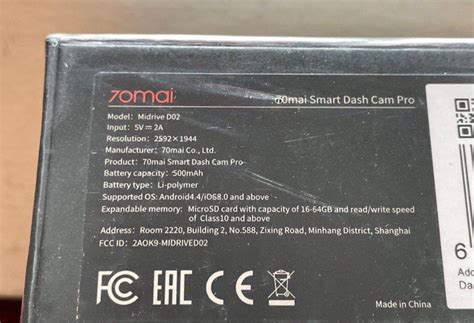 70mai
70mai Smart Dash Cam Pro
Model: Midrive D02
Input: 5V⎓2A
Resolution: 2592×1944
Manufacturer: 70mai Co., Ltd.
Product: 70mai Smart Dash Cam Pro
Battery capacity: 500mAh
Battery type: Li-polymer
Supported OS: Android4.4/iOS8.0 and above
Expandable memory: MicroSD card with capacity of 16-64GB and read/write speed
of Class10 and above
Address: Room 2220, Building 2, No.588, Zixing Road, Minhang District, Shanghai
FCC ID: 2AOK9-MIDRIVED02
FC EAC CE
Made in China
6
Add
Da